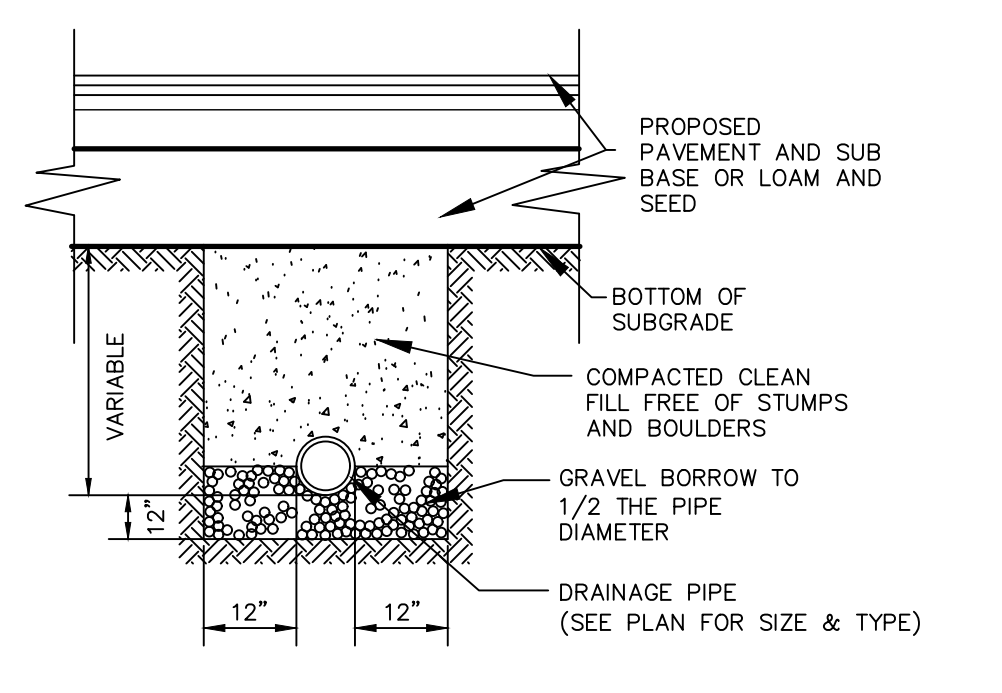 PROPOSED
PAVEMENT AND SUB
BASE OR LOAM AND
SEED
BOTTOM OF
SUBGRADE
VARIABLE
COMPACTED CLEAN
FILL FREE OF STUMPS
AND BOULDERS
GRAVEL BORROW TO
1/2 THE PIPE
DIAMETER
12"
DRAINAGE PIPE
(SEE PLAN FOR SIZE & TYPE)
12"
12"